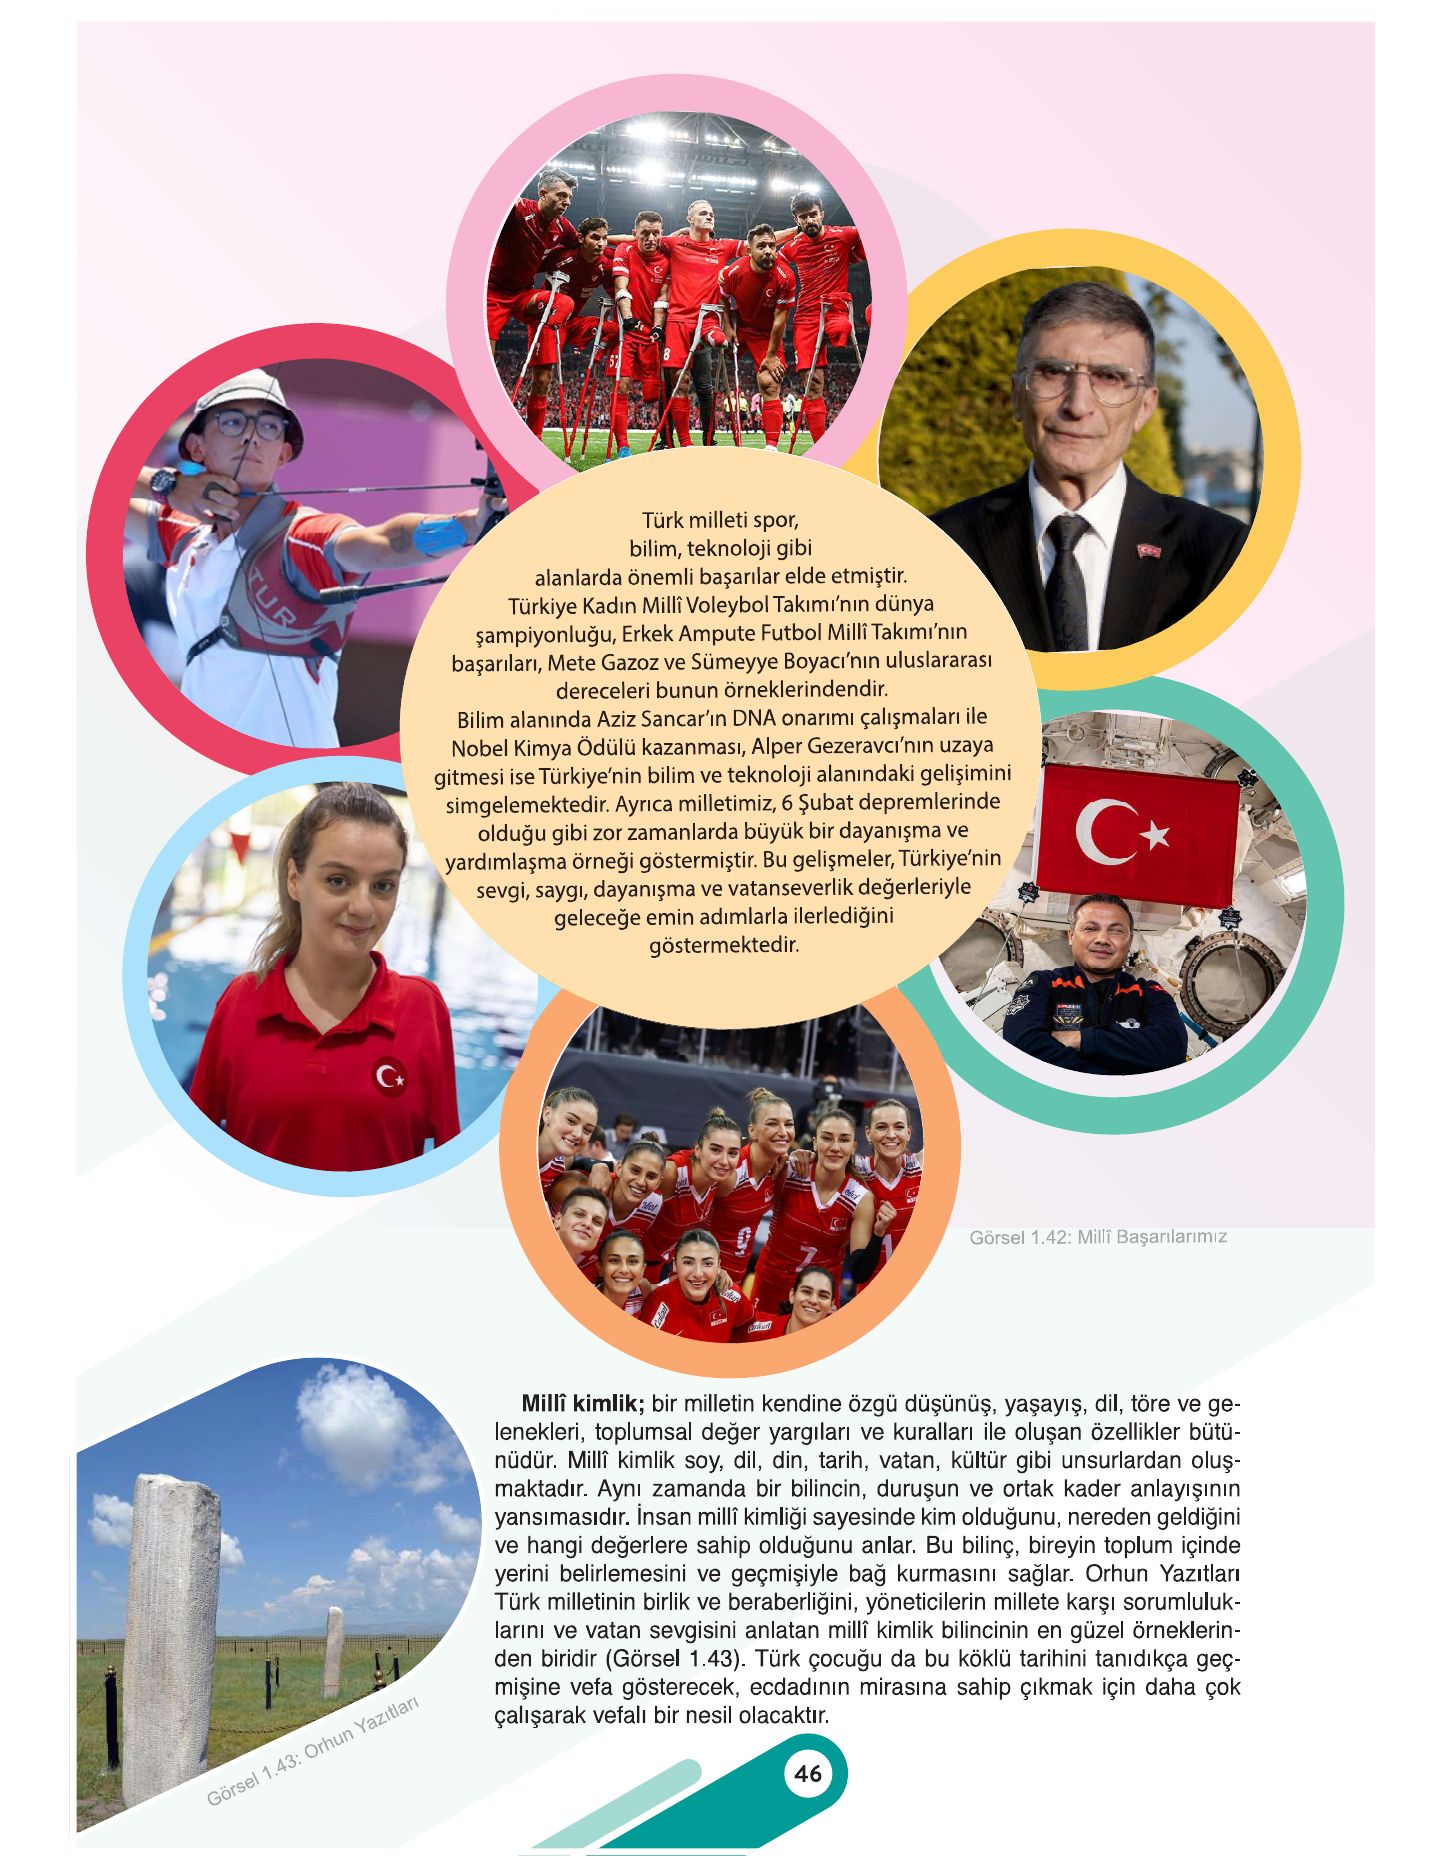 Türk milleti spor,
bilim, teknoloji gibi
alanlarda önemli başarılar elde etmiştir.
Türkiye Kadın Millî Voleybol Takımı’nın dünya
şampiyonluğu, Erkek Ampute Futbol Millî Takımı’nın
başarıları, Mete Gazoz ve Sümeyye Boyacı’nın uluslararası
dereceleri bunun örneklerindendir.
Bilim alanında Aziz Sancar’ın DNA onarımı çalışmaları ile
Nobel Kimya Ödülü kazanması, Alper Gezeravcı’nın uzaya
gitmesi ise Türkiye’nin bilim ve teknoloji alanındaki gelişimini
simgelemektedir. Ayrıca milletimiz, 6 Şubat depremlerinde
olduğu gibi zor zamanlarda büyük bir dayanışma ve
yardımlaşma örneği göstermiştir. Bu gelişmeler, Türkiye’nin
sevgi, saygı, dayanışma ve vatanseverlik değerleriyle
geleceğe emin adımlarla ilerlediğini
göstermektedir.
TUR
57
8
9
7
Görsel 1.42: Millî Başarılarımız
Millî kimlik; bir milletin kendine özgü düşünüş, yaşayış, dil, töre ve ge-
lenekleri, toplumsal değer yargıları ve kuralları ile oluşan özellikler bütü-
nüdür. Millî kimlik soy, dil, din, tarih, vatan, kültür gibi unsurlardan oluş-
maktadır. Aynı zamanda bir bilincin, duruşun ve ortak kader anlayışının
yansımasıdır. İnsan millî kimliği sayesinde kim olduğunu, nereden geldiğini
ve hangi değerlere sahip olduğunu anlar. Bu bilinç, bireyin toplum içinde
yerini belirlemesini ve geçmişiyle bağ kurmasını sağlar. Orhun Yazıtları
Türk milletinin birlik ve beraberliğini, yöneticilerin millete karşı sorumluluk-
larını ve vatan sevgisini anlatan millî kimlik bilincinin en güzel örneklerin-
den biridir (Görsel 1.43). Türk çocuğu da bu köklü tarihini tanıdıkça geç-
mişine vefa gösterecek, ecdadının mirasına sahip çıkmak için daha çok
çalışarak vefalı bir nesil olacaktır.
Görsel 1.43: Orhun Yazıtları
46